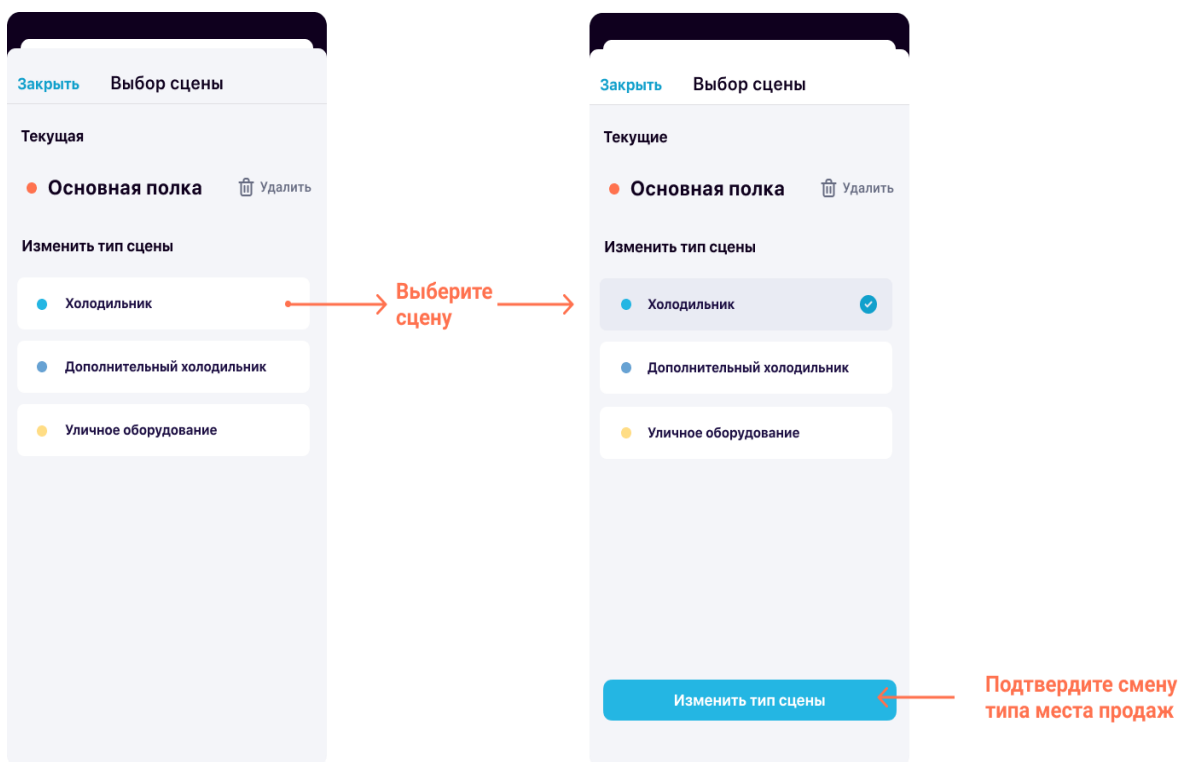 Закрыть
Выбор сцены
Текущая
Основная полка
Удалить
Изменить тип сцены
Холодильник
Дополнительный холодильник
Уличное оборудование
Выберите
сцену
Закрыть
Выбор сцены
Текущие
Основная полка
Удалить
Изменить тип сцены
Холодильник
Дополнительный холодильник
Уличное оборудование
Изменить тип сцены
Подтвердите смену
типа места продаж